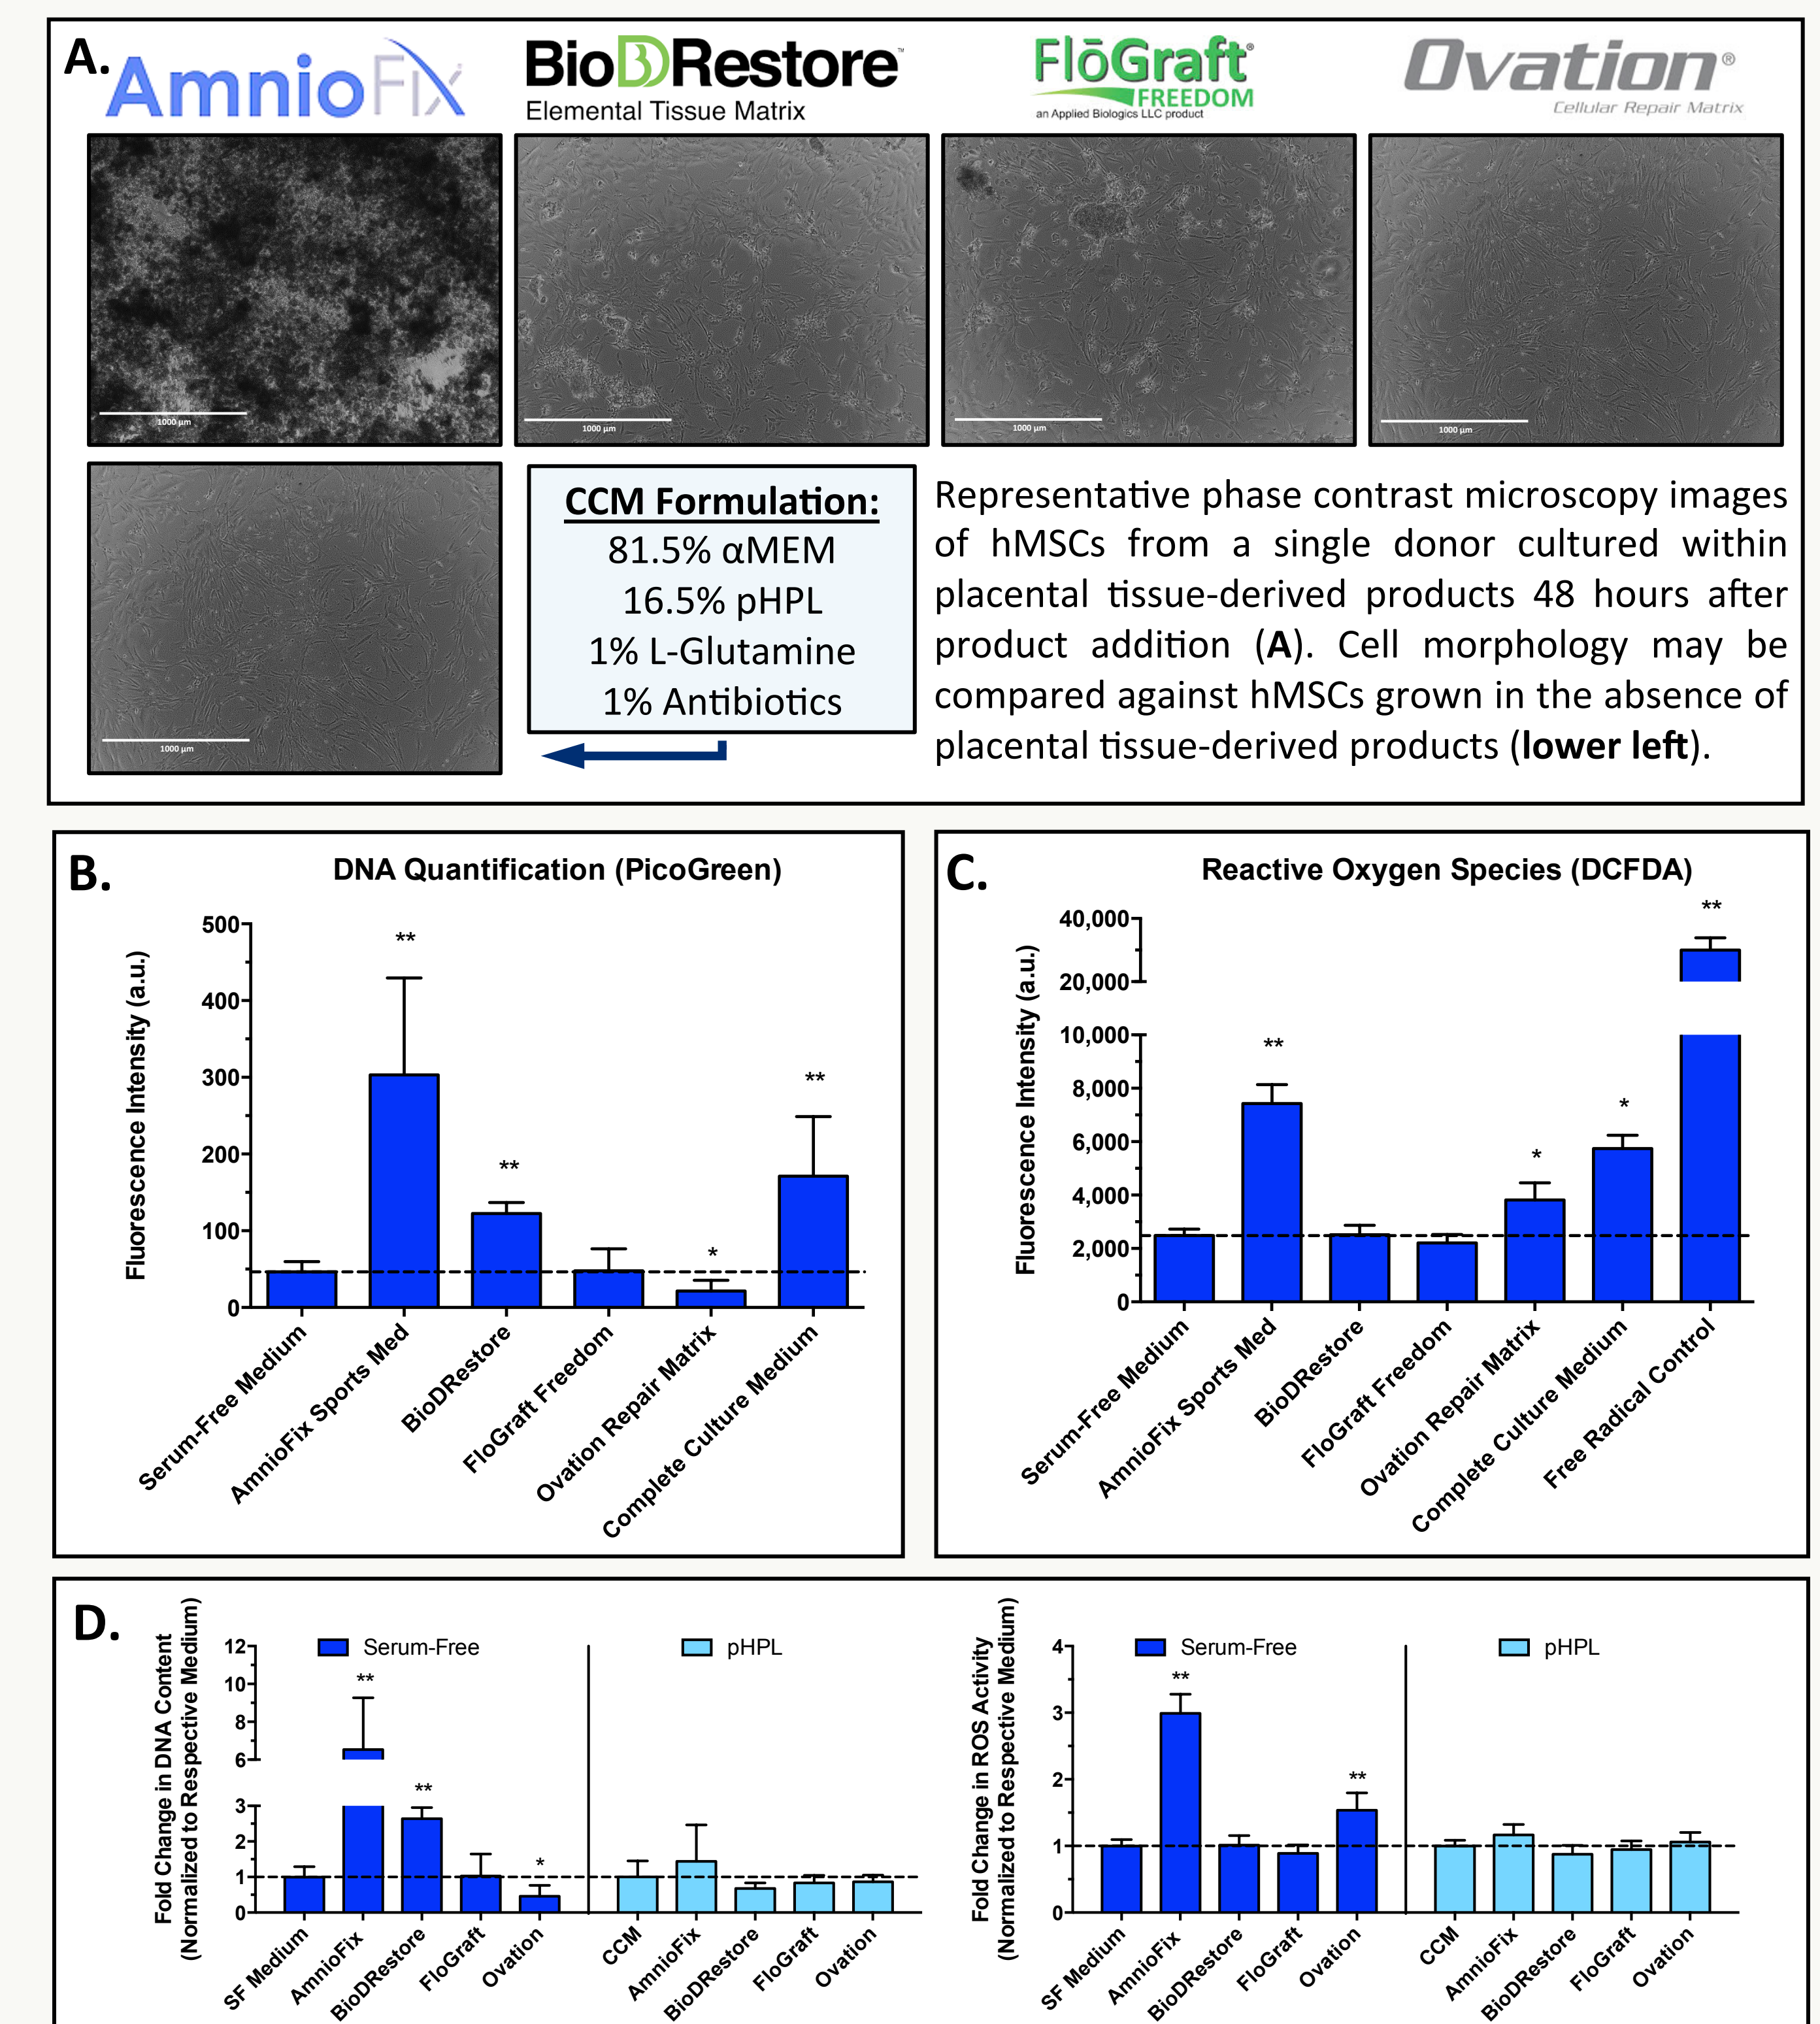 A.
AmnioFix
BioDRestore™
Elemental Tissue Matrix
FlōGraft®
FREEDOM
an Applied Biologics LLC product
Ovation®
Cellular Repair Matrix
1000 µm
1000 µm
1000 µm
1000 µm
1000 µm
CCM Formulation:
81.5% αMEM
16.5% pHPL
1% L-Glutamine
1% Antibiotics
Representative phase contrast microscopy images
of hMSCs from a single donor cultured within
placental tissue-derived products 48 hours after
product addition (A). Cell morphology may be
compared against hMSCs grown in the absence of
placental tissue-derived products (lower left).
B.
DNA Quantification (PicoGreen)
Fluorescence Intensity (a.u.)
500
400
300
200
100
0
**
**
*
**
Serum-Free Medium
AmnioFix Sports Med
BioDRestore
FloGraft Freedom
Ovation Repair Matrix
Complete Culture Medium
C.
Reactive Oxygen Species (DCFDA)
Fluorescence Intensity (a.u.)
40,000
20,000
10,000
8,000
6,000
4,000
2,000
0
**
*
*
**
Serum-Free Medium
AmnioFix Sports Med
BioDRestore
FloGraft Freedom
Ovation Repair Matrix
Complete Culture Medium
Free Radical Control
D.
Fold Change in DNA Content
(Normalized to Respective Medium)
12
10
8
6
3
2
1
0
Serum-Free
pHPL
**
**
*
SF Medium
AmnioFix
BioDRestore
FloGraft
Ovation
CCM
AmnioFix
BioDRestore
FloGraft
Ovation
Fold Change in ROS Activity
(Normalized to Respective Medium)
4
3
2
1
0
Serum-Free
pHPL
**
**
SF Medium
AmnioFix
BioDRestore
FloGraft
Ovation
CCM
AmnioFix
BioDRestore
FloGraft
Ovation